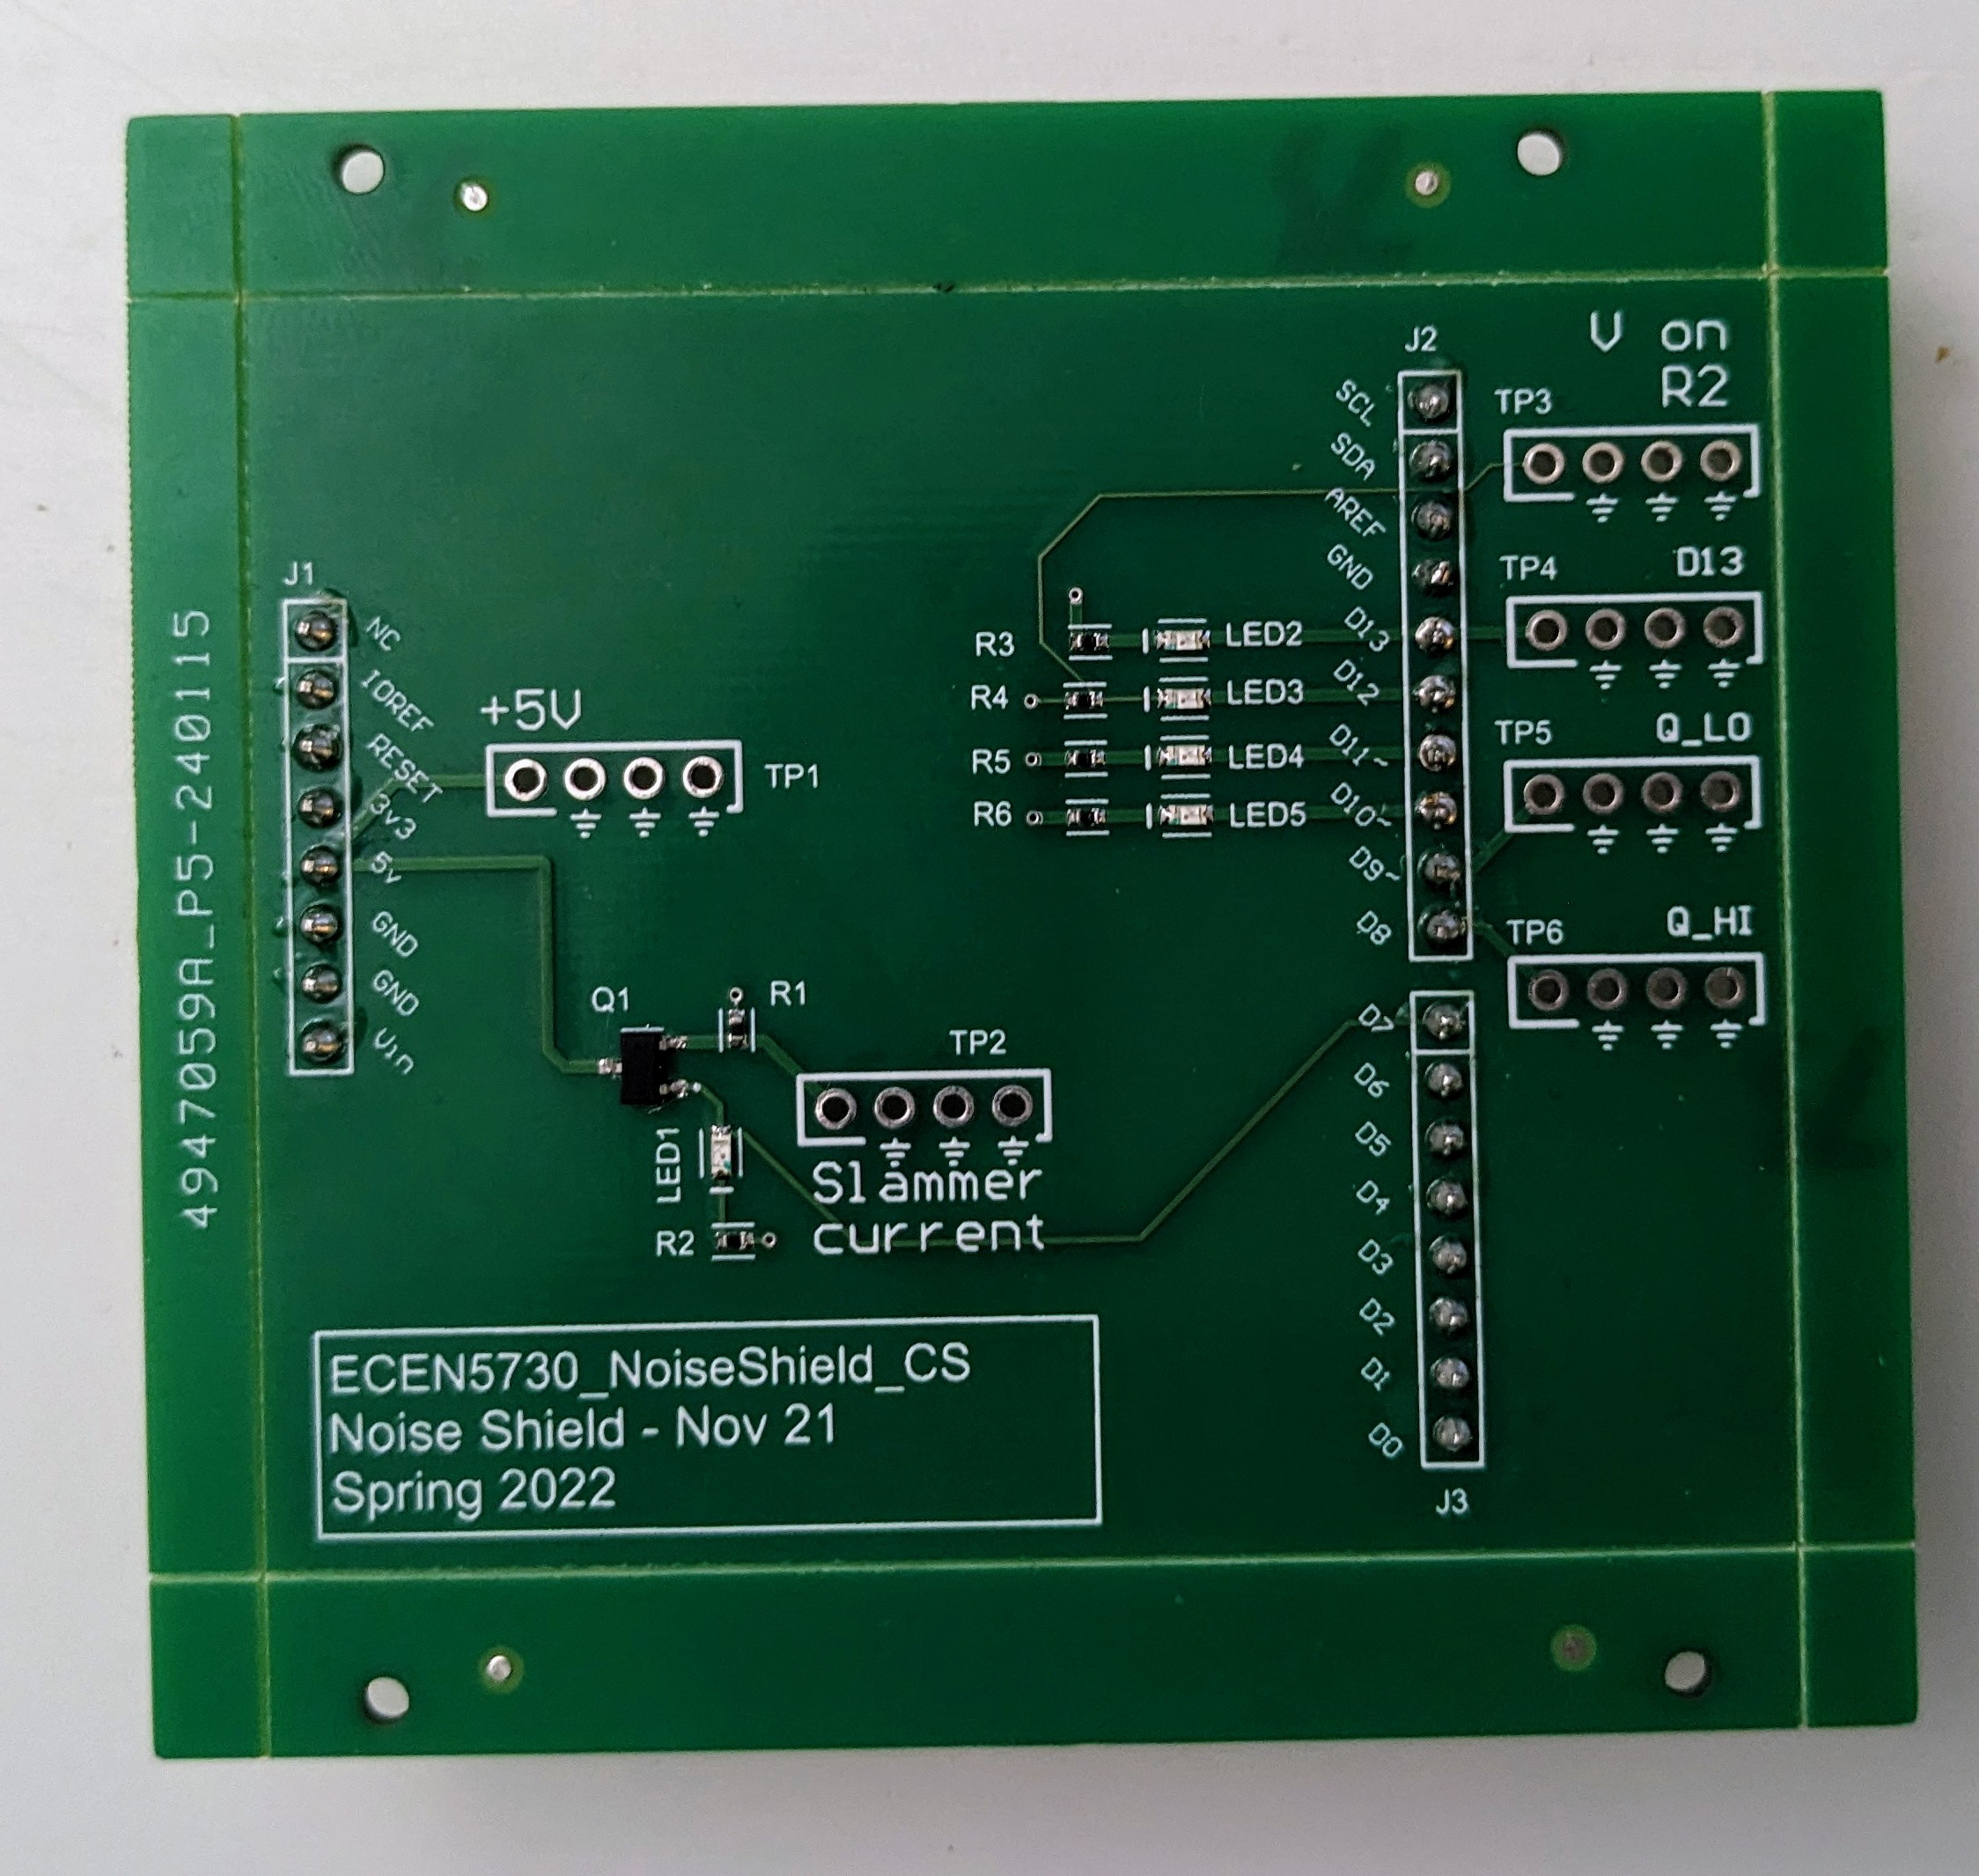 4947059A_P5-240115
J1
NC
IOREF
RESET
3v3
5v
GND
GND
Vin
+5V
TP1
Q1
R1
TP2
Slammer
current
LED1
R2
R3
LED2
R4
LED3
R5
LED4
R6
LED5
J2
SCL
SDA
AREF
GND
D13
D12
D11~
D10~
D9~
D8
V on
R2
TP3
TP4
D13
TP5
Q_LO
TP6
Q_HI
D7
D6
D5
D4
D3
D2
D1
D0
J3
ECEN5730_NoiseShield_CS
Noise Shield - Nov 21
Spring 2022